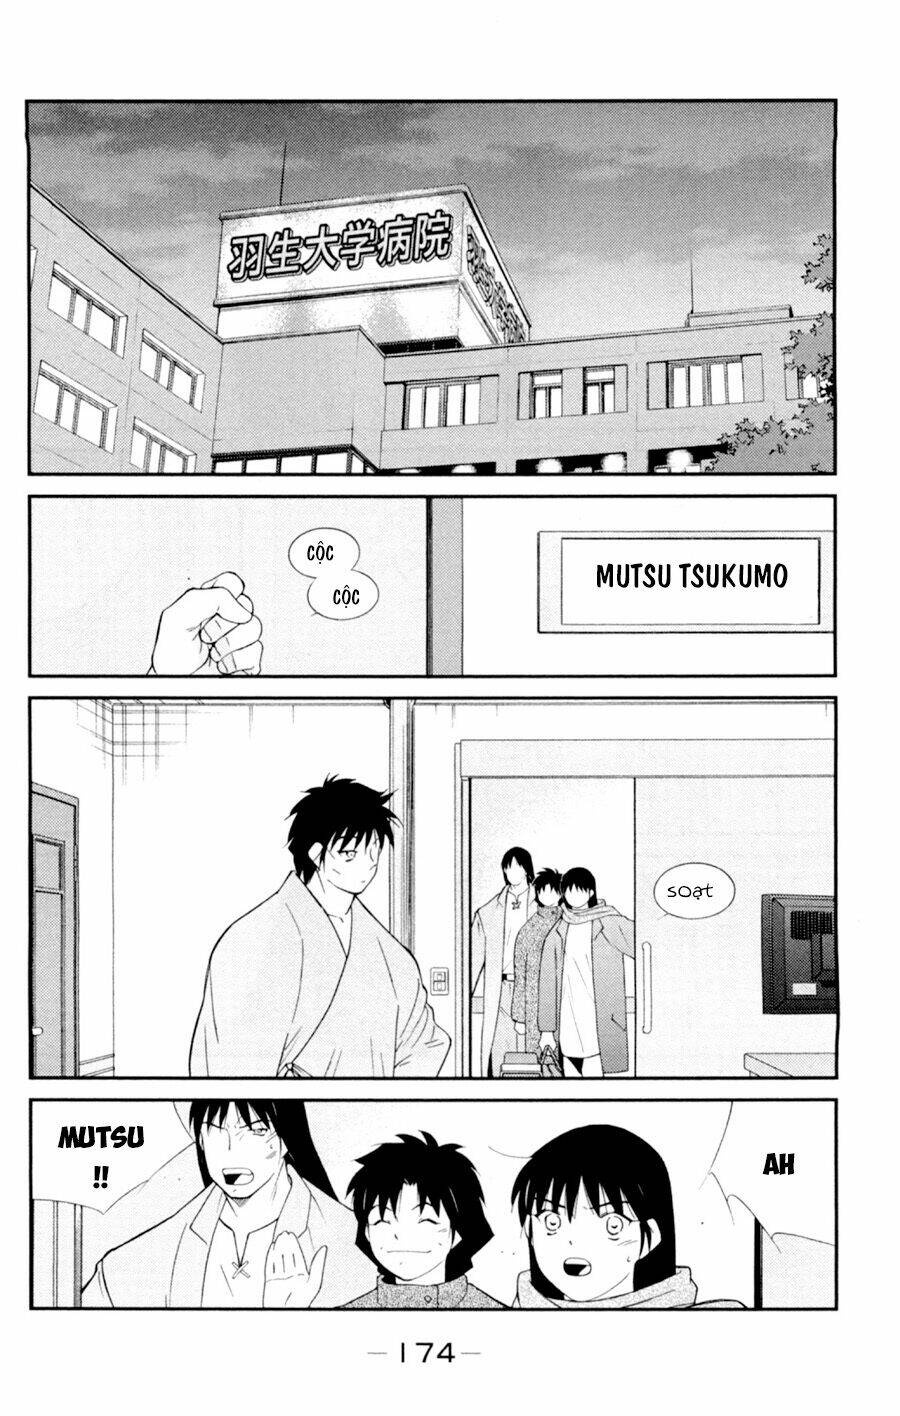 羽生大学病院
MUTSU TSUKUMO
CỘC
CỘC
soạt
AH
MUTSU
!!
— 174 —